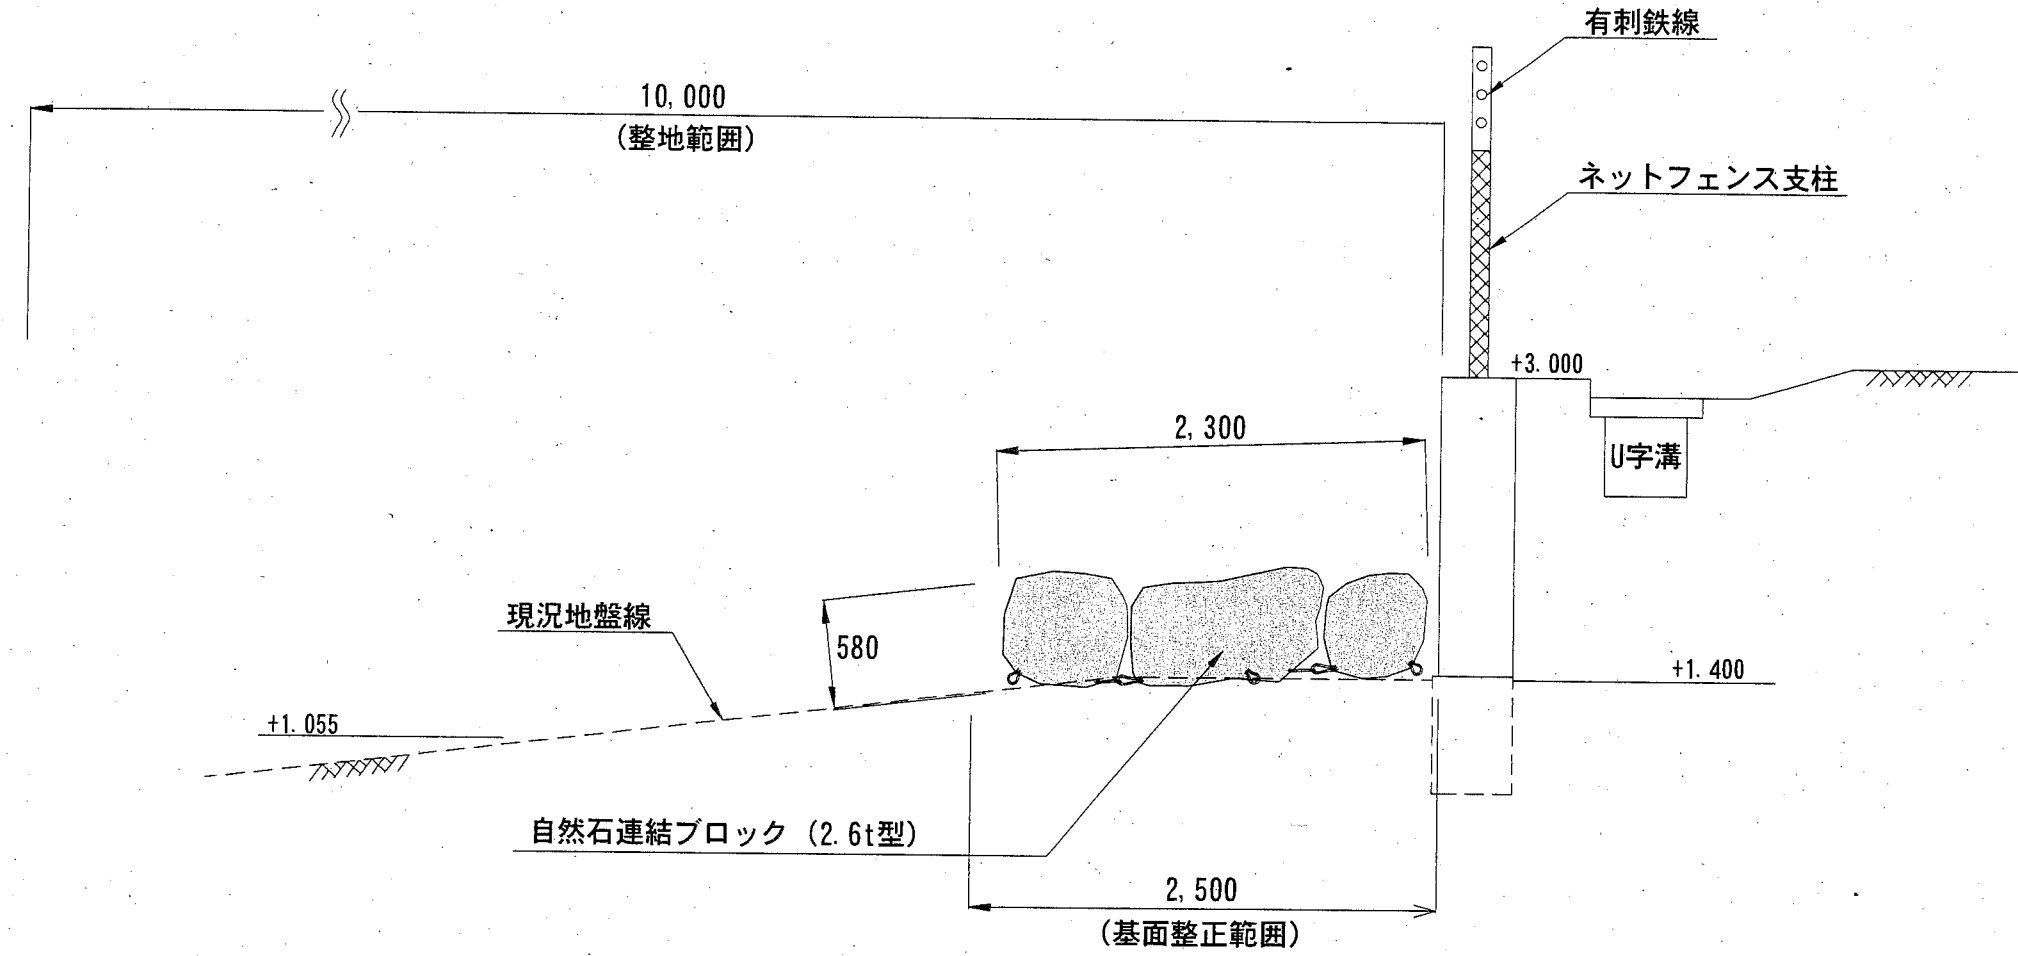 有刺鉄線
10,000
(整地範囲)
ネットフェンス支柱
+3.000
2,300
U字溝
現況地盤線
580
+1.400
+1.055
自然石連結ブロック (2.6t型)
2,500
(基面整正範囲)